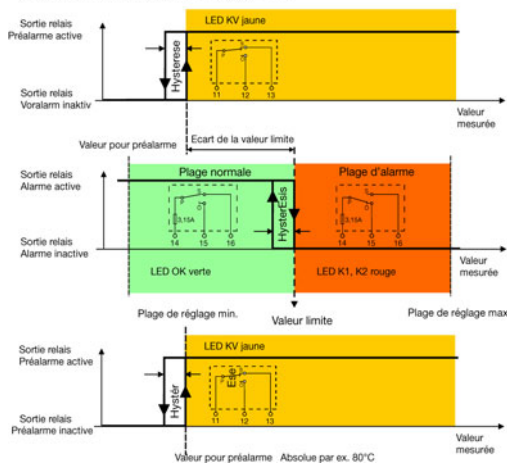 LED KV jaune
Sortie relais
Préalarme active
Hysterese
11 12 13
Sortie relais
Voralarm inaktiv
Valeur
mesurée
Valeur pour préalarme
Ecart de la valeur limite
Plage normale
Plage d'alarme
Sortie relais
Alarme active
HysterEsis
3,15A
14 15 16
3,15A
14 15 16
Sortie relais
Alarme inactive
Valeur
mesurée
LED OK verte
LED K1, K2 rouge
Plage de réglage min.
Valeur limite
Plage de réglage max
LED KV jaune
Sortie relais
Préalarme active
Hystér
Ese
11 12 13
Sortie relais
Préalarme inactive
Valeur
mesurée
Valeur pour préalarme Absolue par ex. 80°C